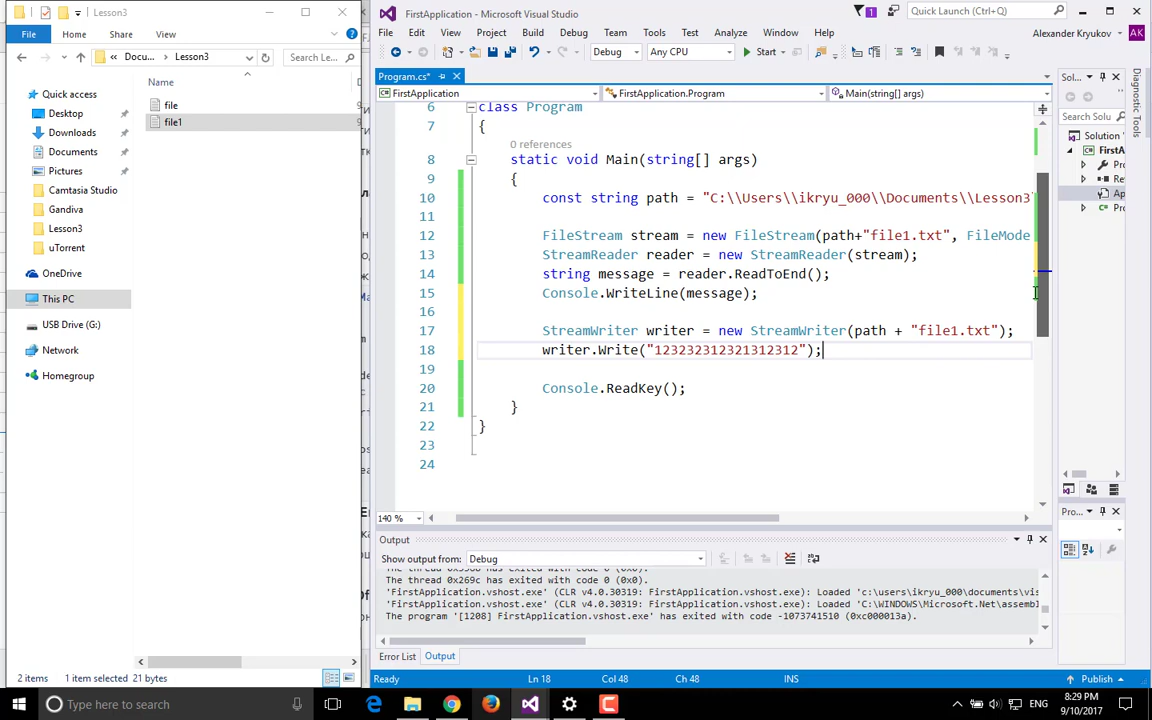 Lesson3
File
Home
Share
View
Docu...
Lesson3
Search Le...
Name
Quick access
Desktop
Downloads
Documents
Pictures
Camtasia Studio
Gandiva
Lesson3
uTorrent
OneDrive
This PC
USB Drive (G:)
Network
Homegroup
file
file1
2 items
1 item selected 21 bytes
FirstApplication - Microsoft Visual Studio
1
Quick Launch (Ctrl+Q)
File Edit View Project Build Debug Team Tools Test Analyze Window Help
Alexander Kryukov
AK
Debug
Any CPU
Start
Program.cs*
FirstApplication
FirstApplication.Program
Main(string[] args)
6 class Program
7 {
0 references
8 static void Main(string[] args)
9 {
10 const string path = "C:\\Users\\ikryu_000\\Documents\\Lesson3
11
12 FileStream stream = new FileStream(path+"file1.txt", FileMode
13 StreamReader reader = new StreamReader(stream);
14 string message = reader.ReadToEnd();
15 Console.WriteLine(message);
16
17 StreamWriter writer = new StreamWriter(path + "file1.txt");
18 writer.Write("123232312321312312");
19
20 Console.ReadKey();
21 }
22 }
23
24
140 %
Output
Show output from:
Debug
The thread 0x269c has exited with code 0 (0x0).
'FirstApplication.vshost.exe' (CLR v4.0.30319: FirstApplication.vshost.exe): Loaded 'c:\users\ikryu_000\documents\vis
'FirstApplication.vshost.exe' (CLR v4.0.30319: FirstApplication.vshost.exe): Loaded 'C:\WINDOWS\Microsoft.Net\assemb
The program '[1208] FirstApplication.vshost.exe' has exited with code -1073741510 (0xc000013a).
Error List
Output
Ready
Ln 18
Col 48
Ch 48
INS
Publish
Sol...
Search Solu
Solution
FirstA
Pr
Re
Ap
Pr
Pro...
Diagnostic Tools
Type here to search
8:29 PM
9/10/2017